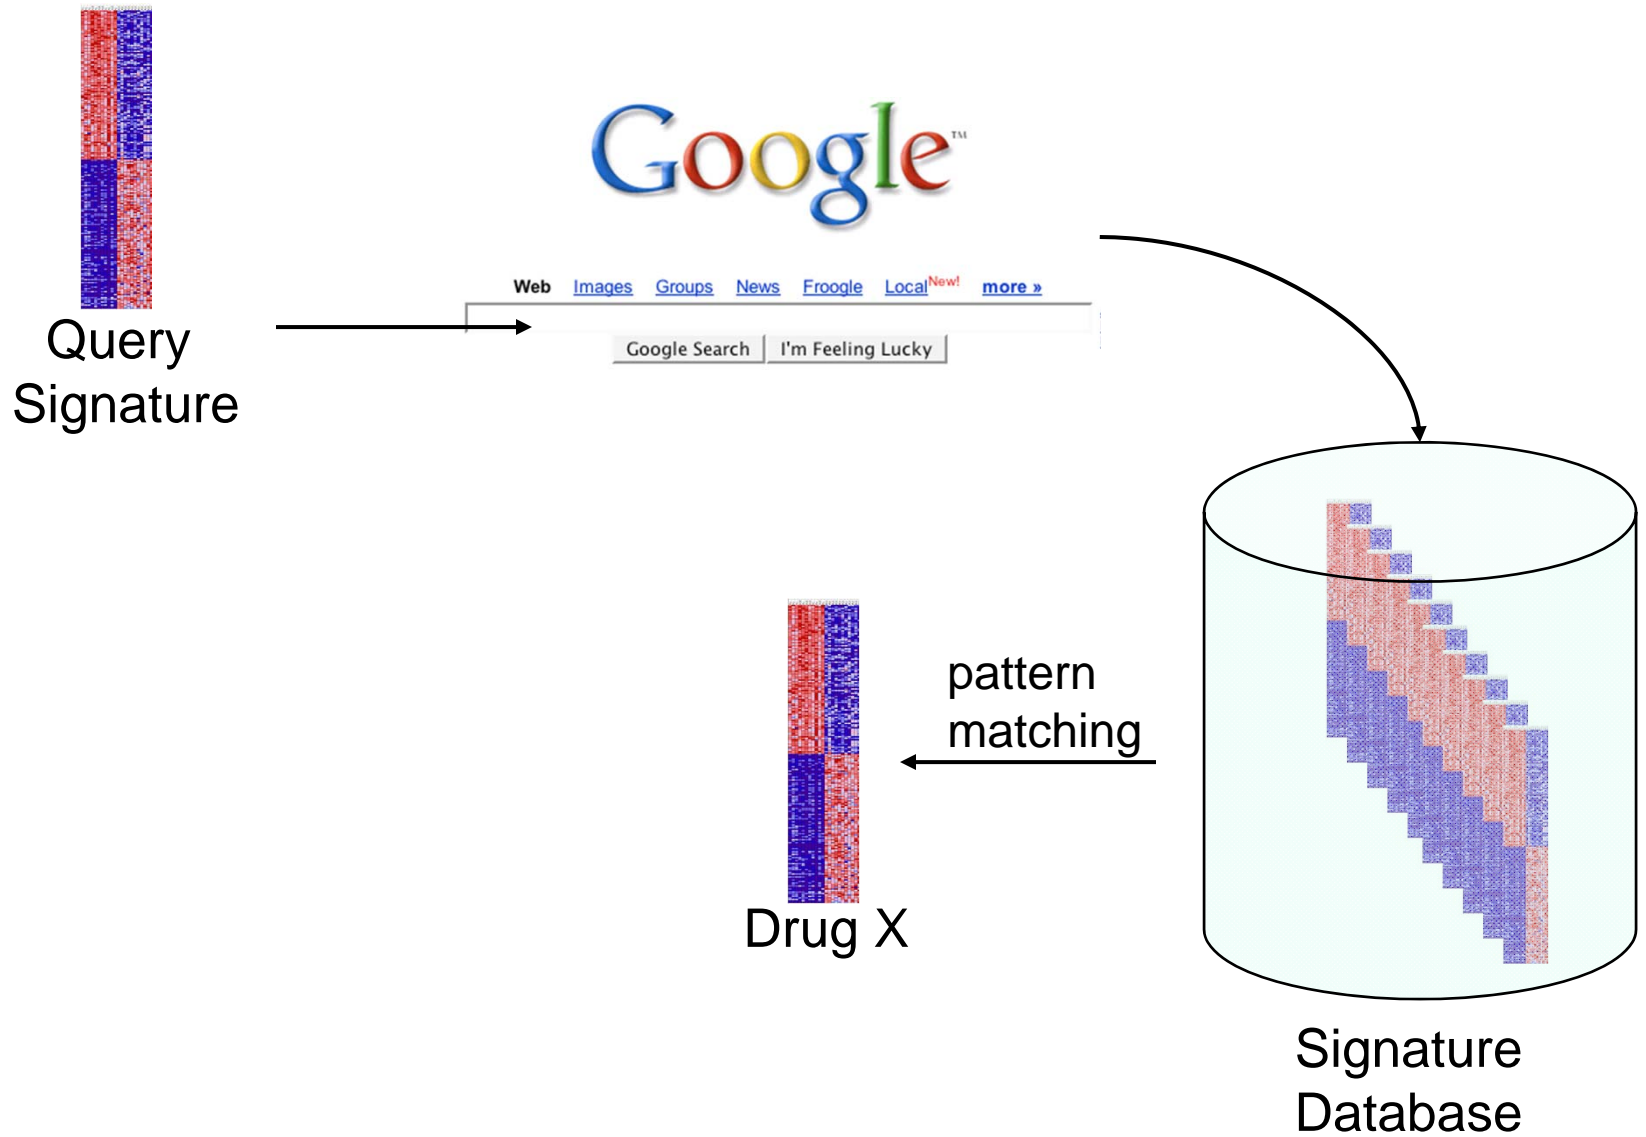 Query
Signature
Google™
Web Images Groups News Froogle Local New! more »
Google Search I'm Feeling Lucky
pattern
matching
Drug X
Signature
Database